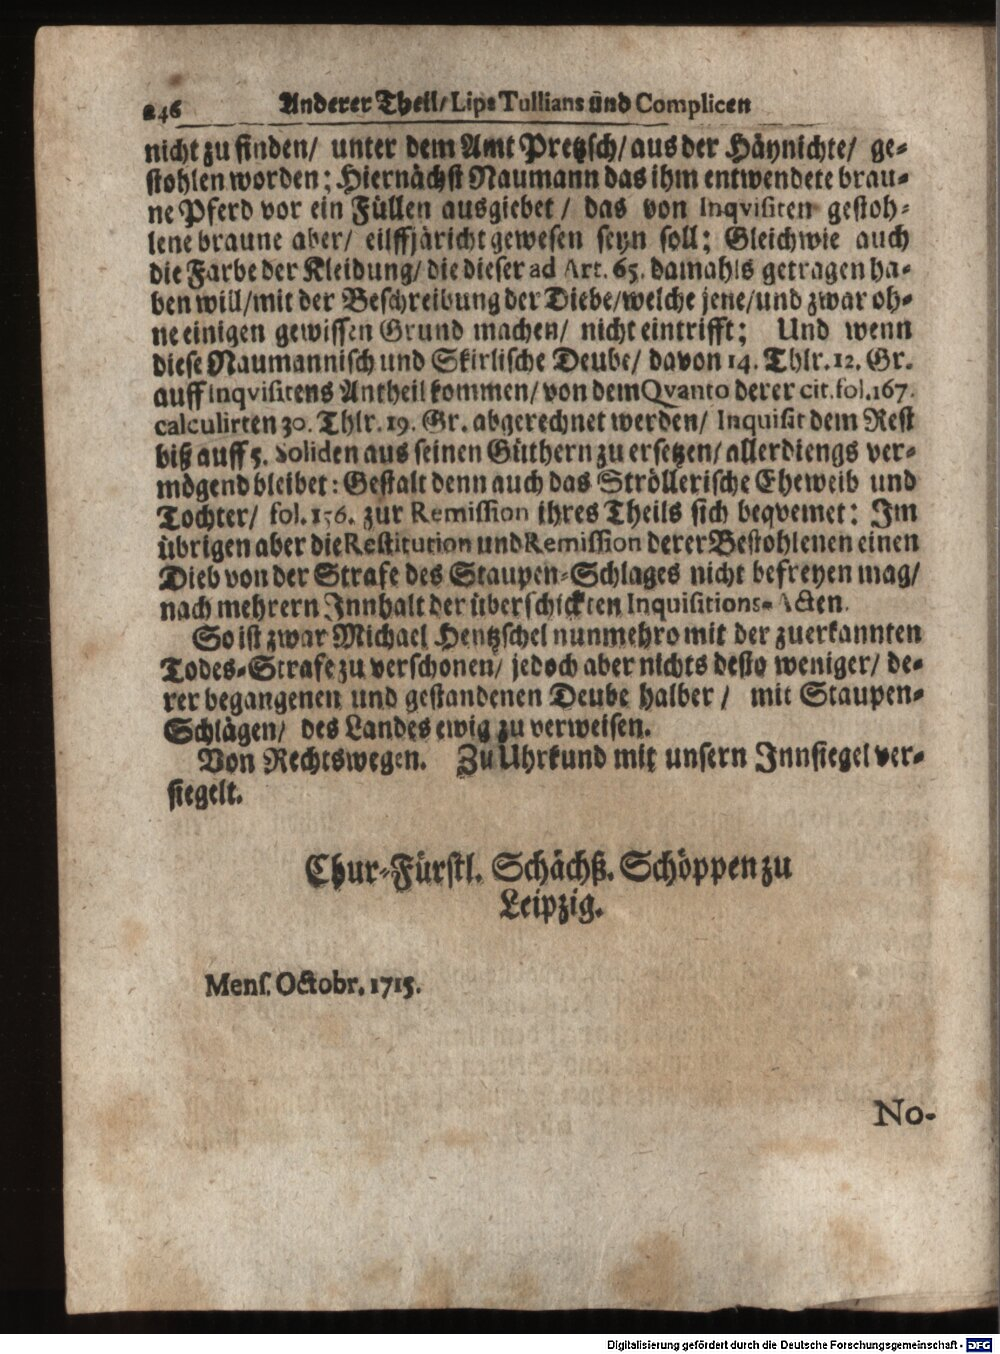 246 Anderer Theil/ Lips Tullians und Complicen
nicht zu finden/ unter dem Amt Pretzsch/ aus der Häynichte/ ge-
stohlen worden; Hiernächst Naumann das ihm entwendete brau-
ne Pferd vor ein Füllen ausgiebet / das von Inqvisiten gestoh-
lene braune aber/ eilffjäricht gewesen seyn soll; Gleichwie auch
die Farbe der Kleidung/ die dieser ad Art. 65. damahls getragen ha-
ben will/ mit der Beschreibung der Diebe/ welche jene/ und zwar oh-
ne einigen gewissen Grund machen/ nicht eintrifft; Und wenn
diese Naumannisch und Skirlische Deube/ davon 14. Thlr. 12. Gr.
auff Inqvisitens Antheil kommen/ von dem Qvanto derer cit. fol. 167.
calculirten 30. Thlr. 19. Gr. abgerechnet werden/ Inquisit dem Rest
biß auff 5. Soliden aus seinen Güthern zu ersetzen/ allerdiengs ver-
mögend bleibet: Gestalt denn auch das Ströllerische Eheweib und
Tochter/ fol. 156. zur Remission ihres Theils sich beqvemet: Im
übrigen aber die Restitution und Remission derer Bestohlenen einen
Dieb von der Strafe des Staupen-Schlages nicht befreyen mag/
nach mehrern Innhalt der überschickten Inquisitions-Acten.
So ist zwar Michael Hentzschel nunmehro mit der zuerkannten
Todes-Strafe zu verschonen/ jedoch aber nichts desto weniger/ de-
rer begangenen und gestandenen Deube halber / mit Staupen-
Schlägen/ des Landes ewig zu verweisen.
Von Rechtswegen. Zu Uhrkund mit unsern Innsiegel ver-
siegelt.
Chur-Fürstl. Schächß. Schöppen zu
Leipzig.
Mens. Octobr. 1715.
No-
Digitalisierung gefördert durch die Deutsche Forschungsgemeinschaft - DFG